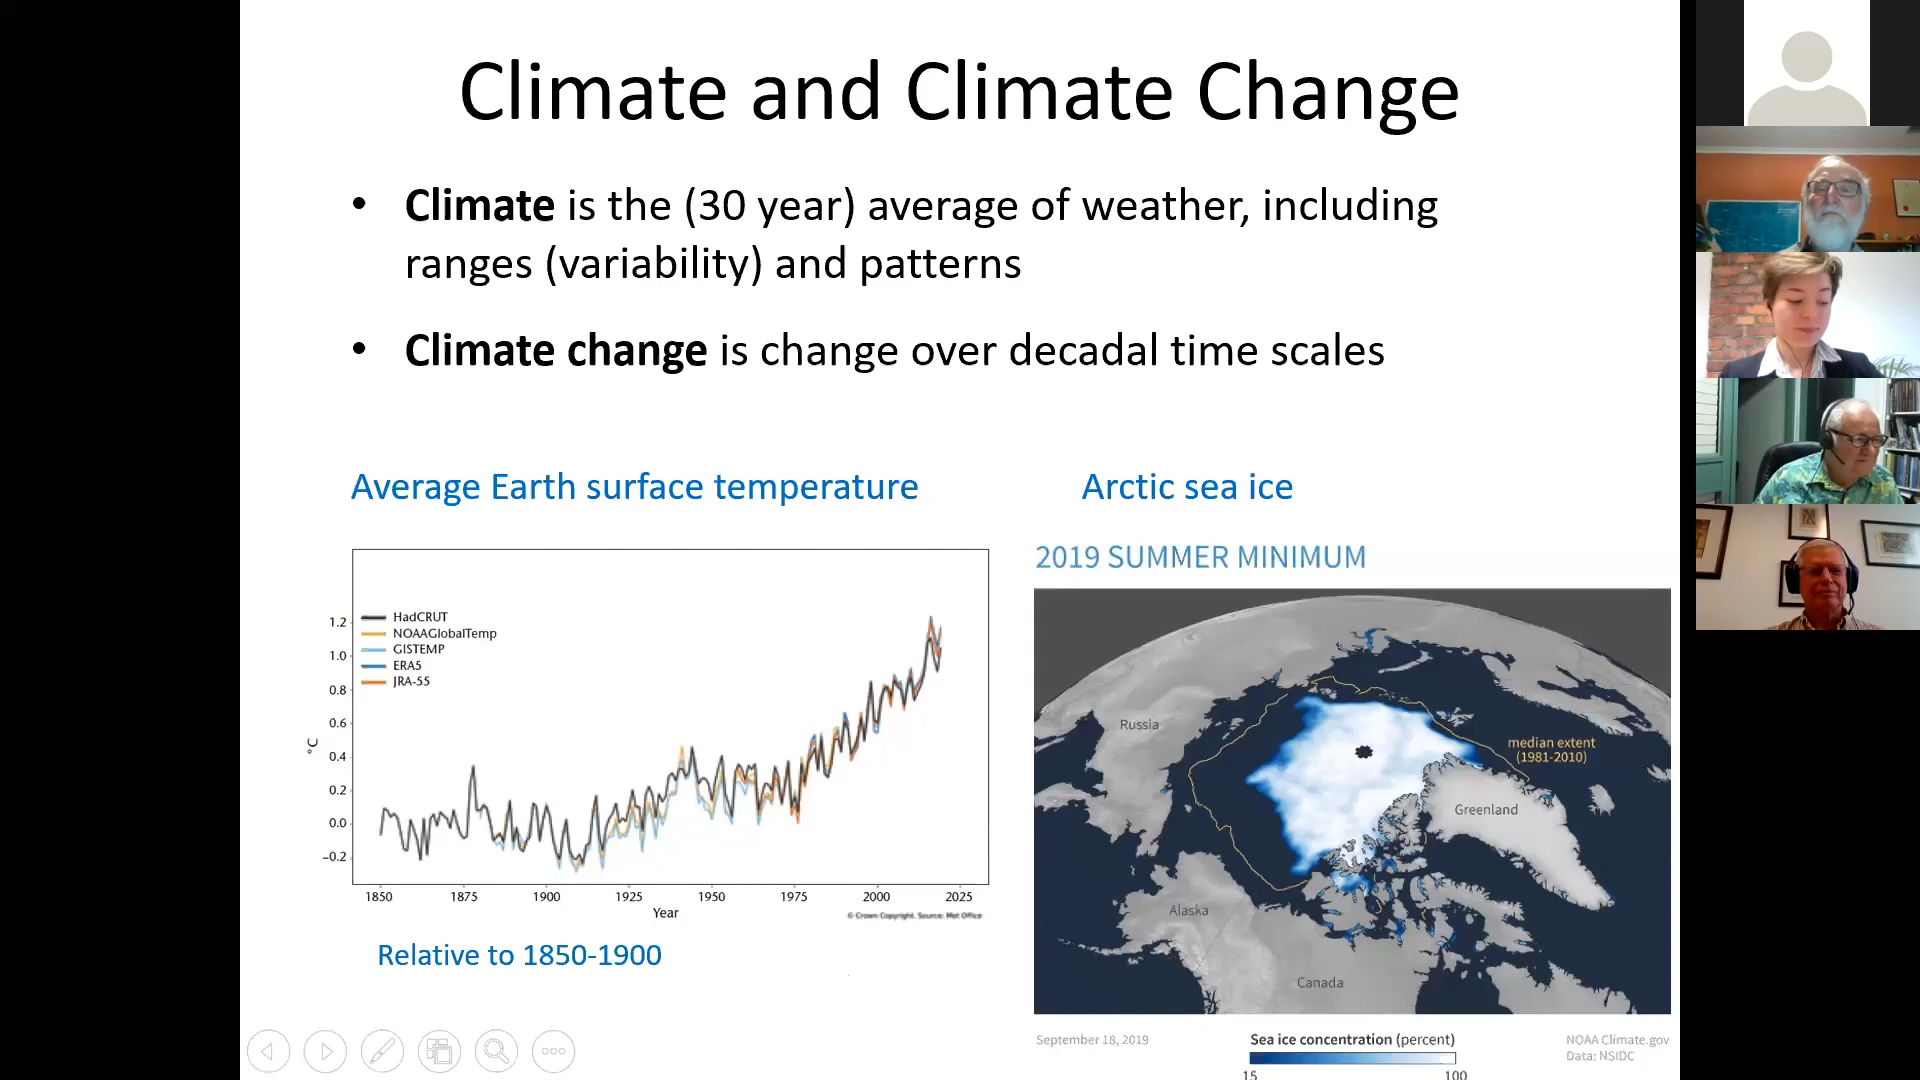 Climate and Climate Change
• Climate is the (30 year) average of weather, including
ranges (variability) and patterns
• Climate change is change over decadal time scales
Average Earth surface temperature
HadCRUT
NOAAGlobalTemp
GISTEMP
ERA5
JRA-55
1.2
1.0
0.8
0.6
0.4
0.2
0.0
−0.2
°C
1850 1875 1900 1925 1950 1975 2000 2025
Year
© Crown Copyright. Source: Met Office
Relative to 1850-1900
Arctic sea ice
2019 SUMMER MINIMUM
Russia
median extent
(1981-2010)
Greenland
Alaska
Canada
September 18, 2019
Sea ice concentration (percent)
15 100
NOAA Climate.gov
Data: NSIDC